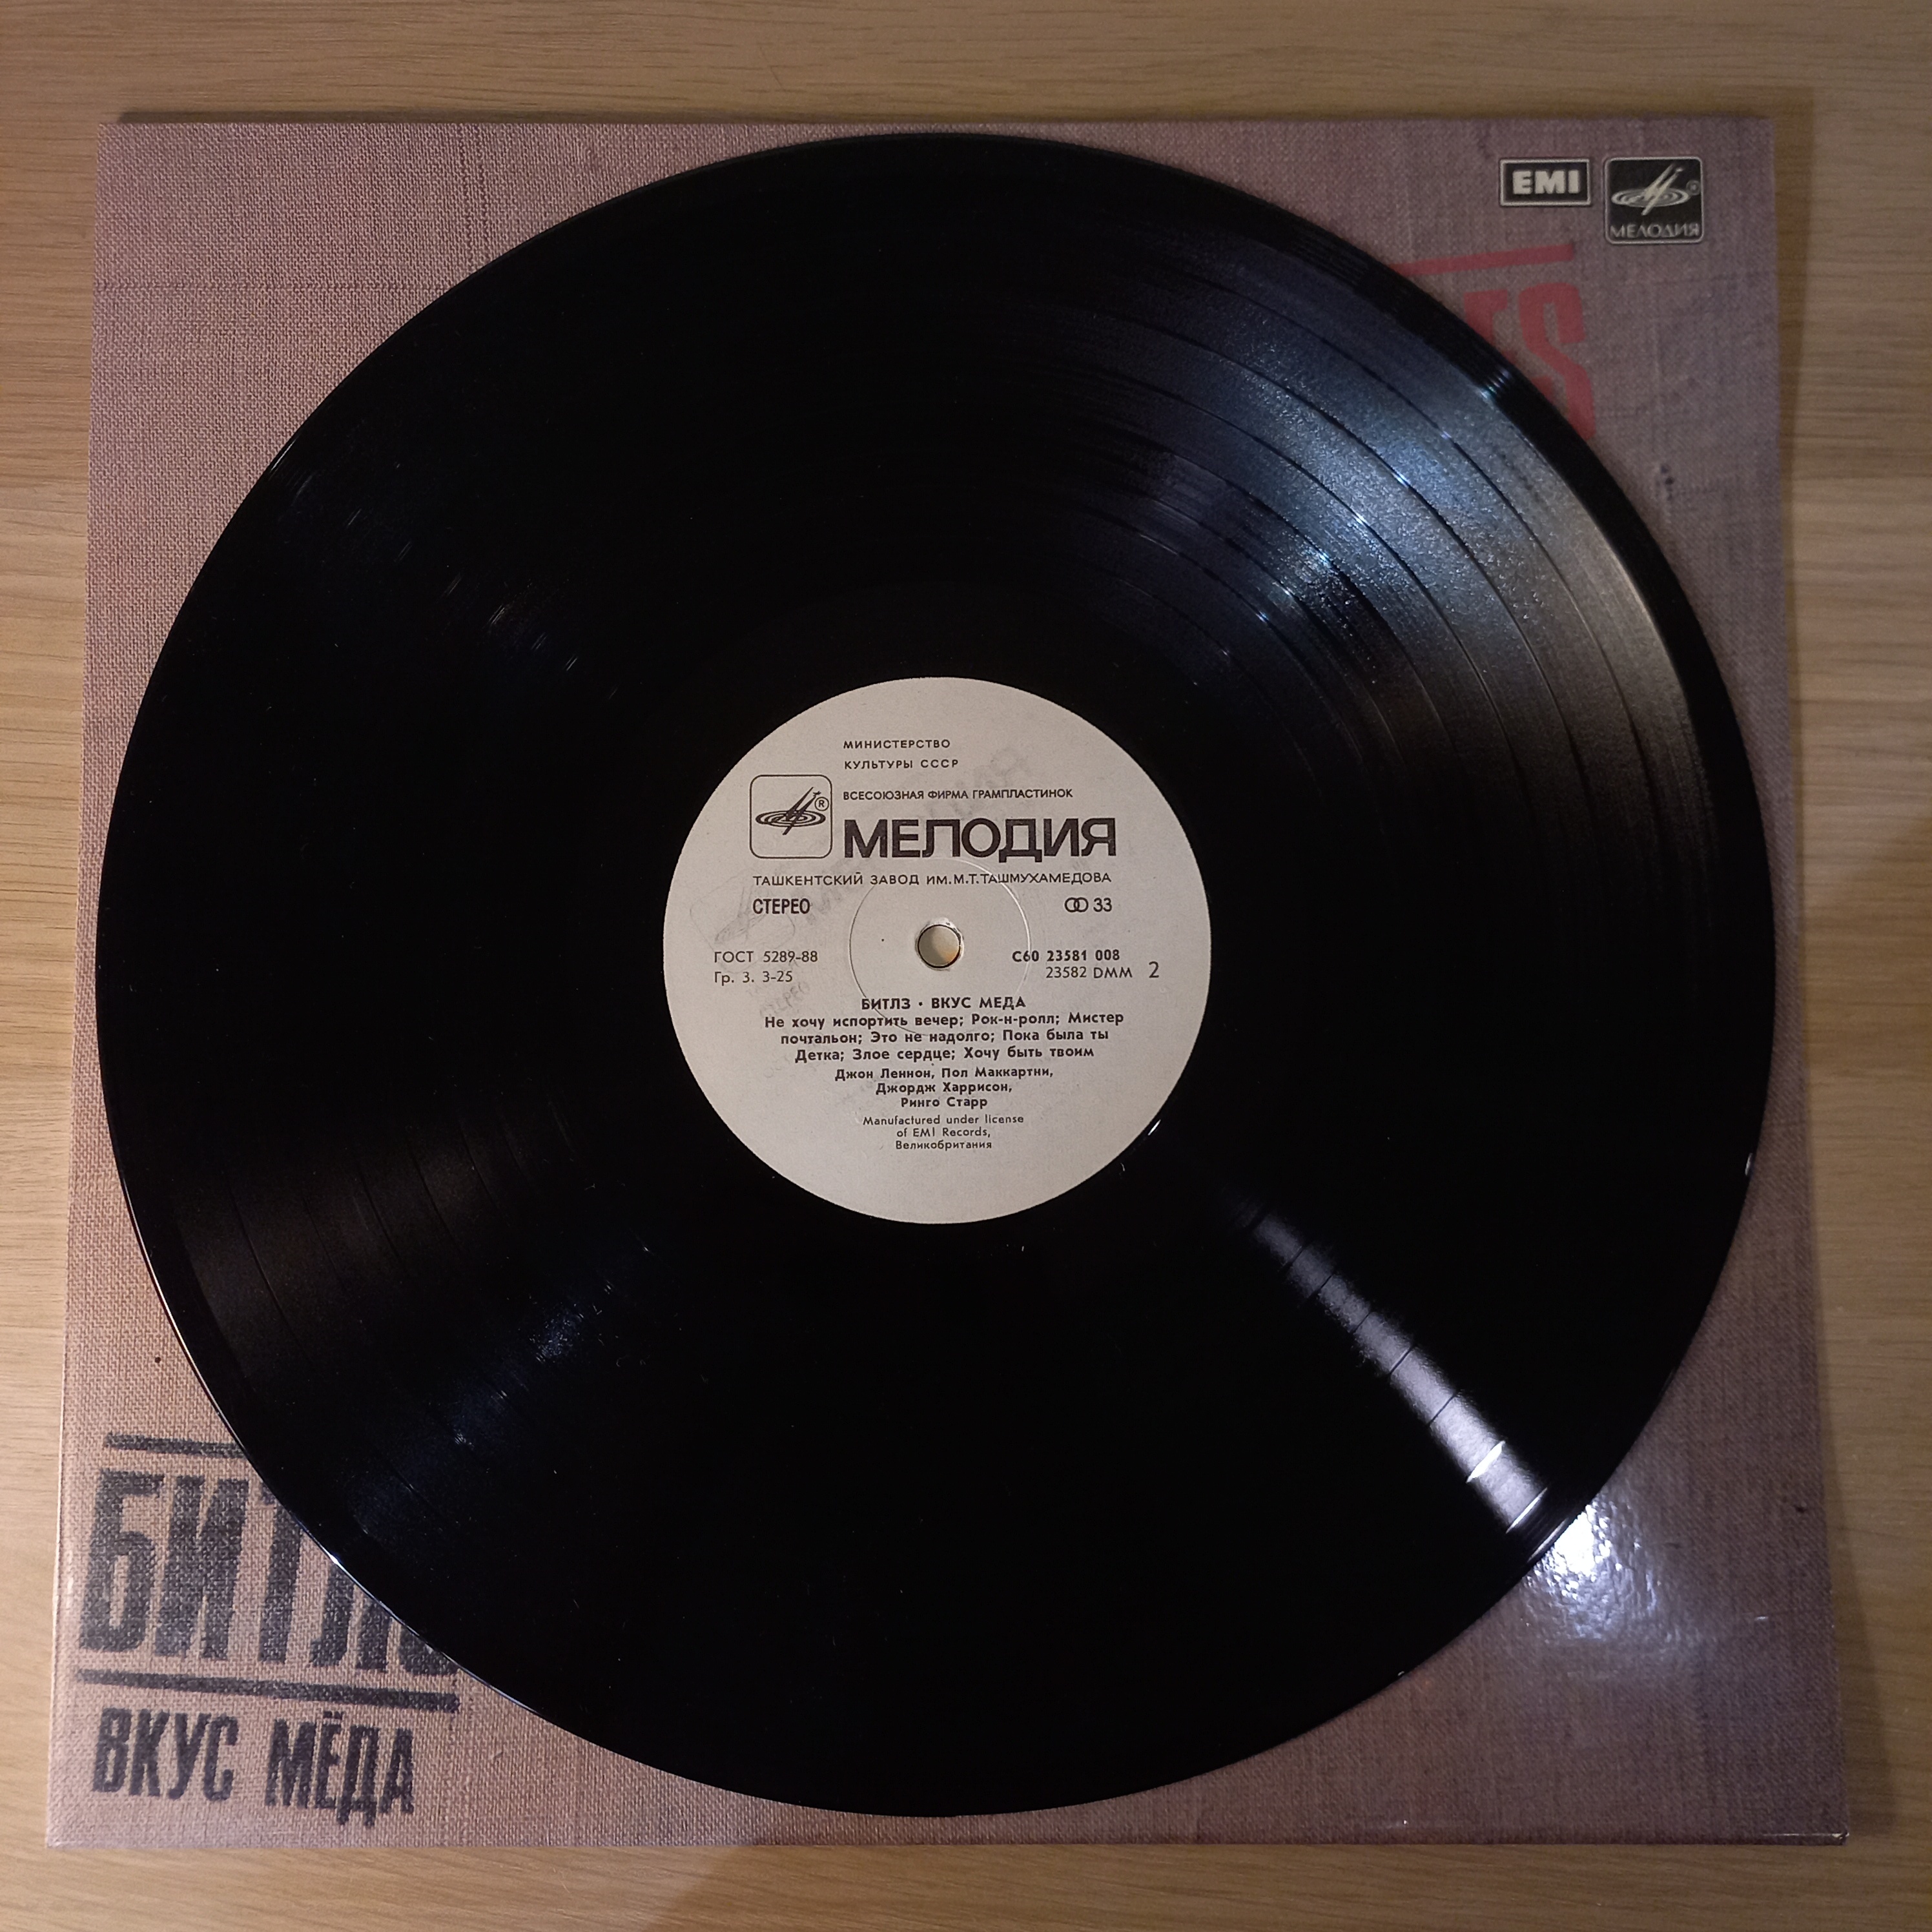 EMI
МЕЛОДИЯ
МИНИСТЕРСТВО
КУЛЬТУРЫ СССР
ВСЕСОЮЗНАЯ ФИРМА ГРАМПЛАСТИНОК
МЕЛОДИЯ
ТАШКЕНТСКИЙ ЗАВОД ИМ.М.Т.ТАШМУХАМЕДОВА
СТЕРЕО 33
ГОСТ 5289-88 С60 23581 008
Гр. 3. 3-25 23582 DMM 2
БИТЛЗ · ВКУС МЕДА
Не хочу испортить вечер; Рок-н-ролл; Мистер
почтальон; Это не надолго; Пока была ты
Детка; Злое сердце; Хочу быть твоим
Джон Леннон, Пол Маккартни,
Джордж Харрисон,
Ринго Старр
Manufactured under license
of EMI Records,
Великобритания
БИТЛЗ
ВКУС МЁДА